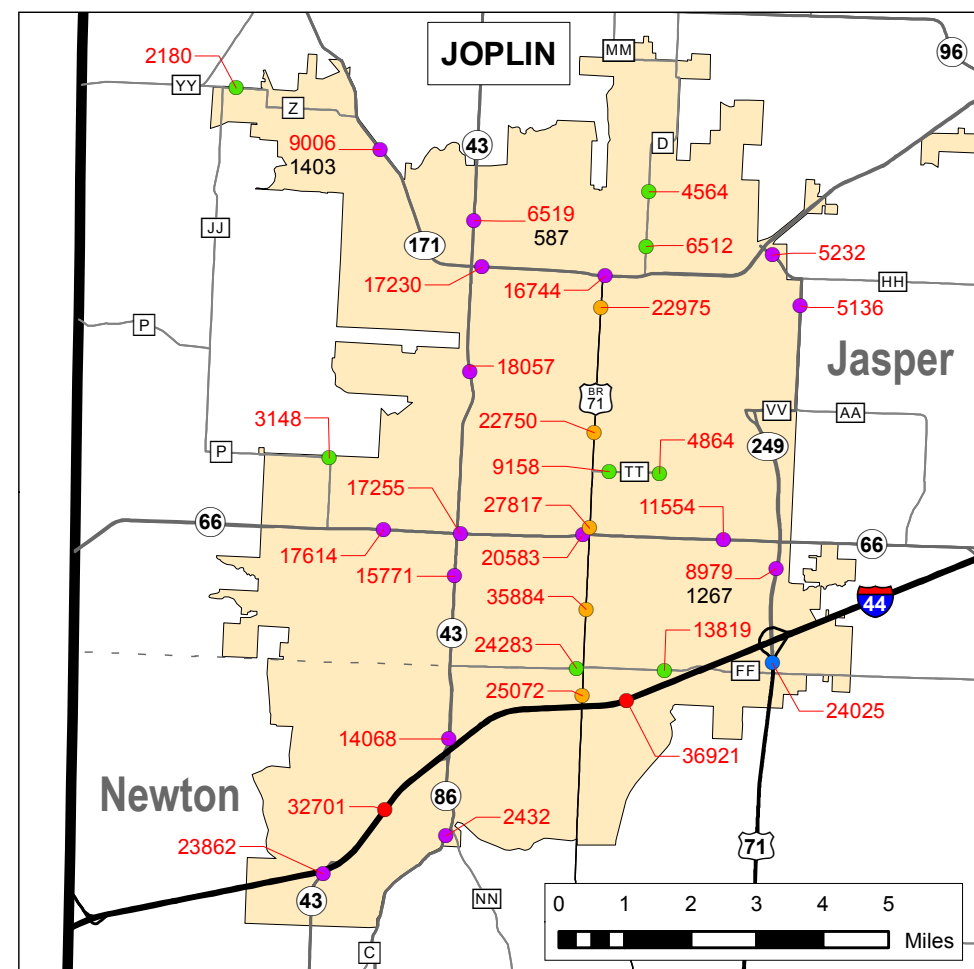 MM
JOPLIN
96
2180
YY
Z
9006
1403
43
D
4564
6519
587
JJ
171
6512
5232
17230
16744
HH
22975
5136
P
Jasper
18057
BR
71
VV
AA
22750
3148
4864
249
P
9158
TT
17255
27817
11554
66
17614
20583
66
15771
8979
1267
35884
44
43
24283
13819
FF
25072
24025
14068
36921
Newton
86
32701
2432
23862
71
43
NN
0 1 2 3 4 5
Miles
C